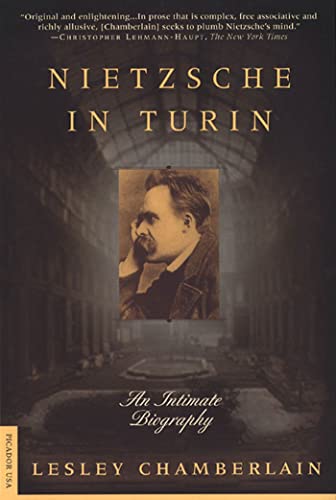 "Original and enlightening...In prose that is complex, free associative and
richly allusive, [Chamberlain] seeks to plumb Nietzsche's mind."
—CHRISTOPHER LEHMANN-HAUPT, The New York Times
NIETZSCHE
IN TURIN
An Intimate
Biography
PICADOR USA
LESLEY CHAMBERLAIN